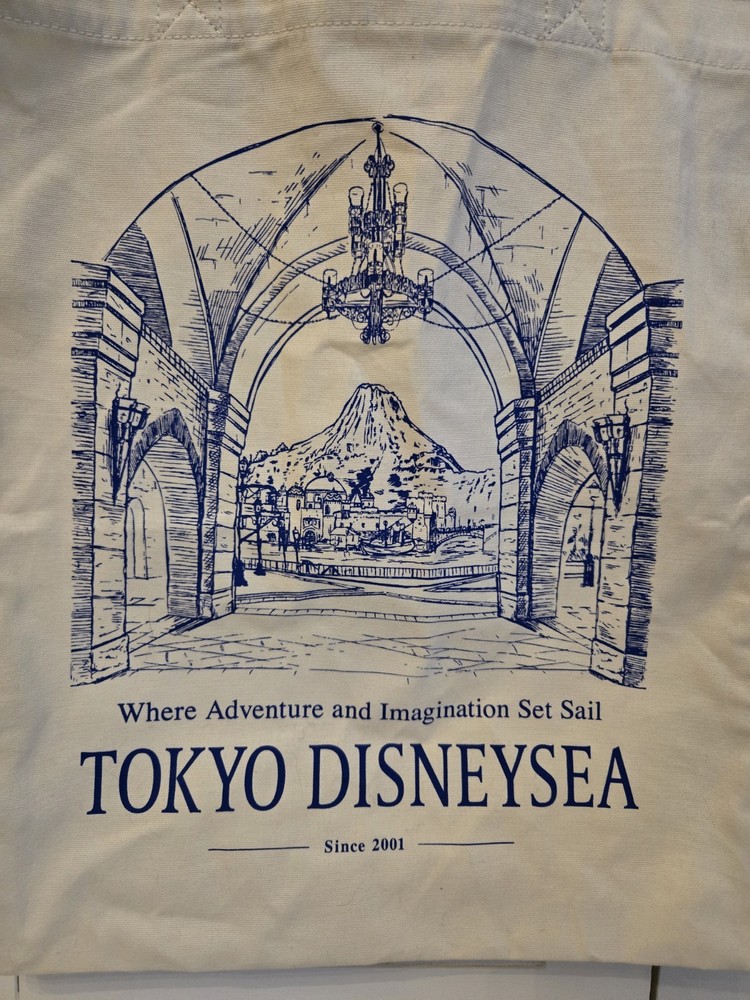 Where Adventure and Imagination Set Sail
TOKYO DISNEYSEA
Since 2001